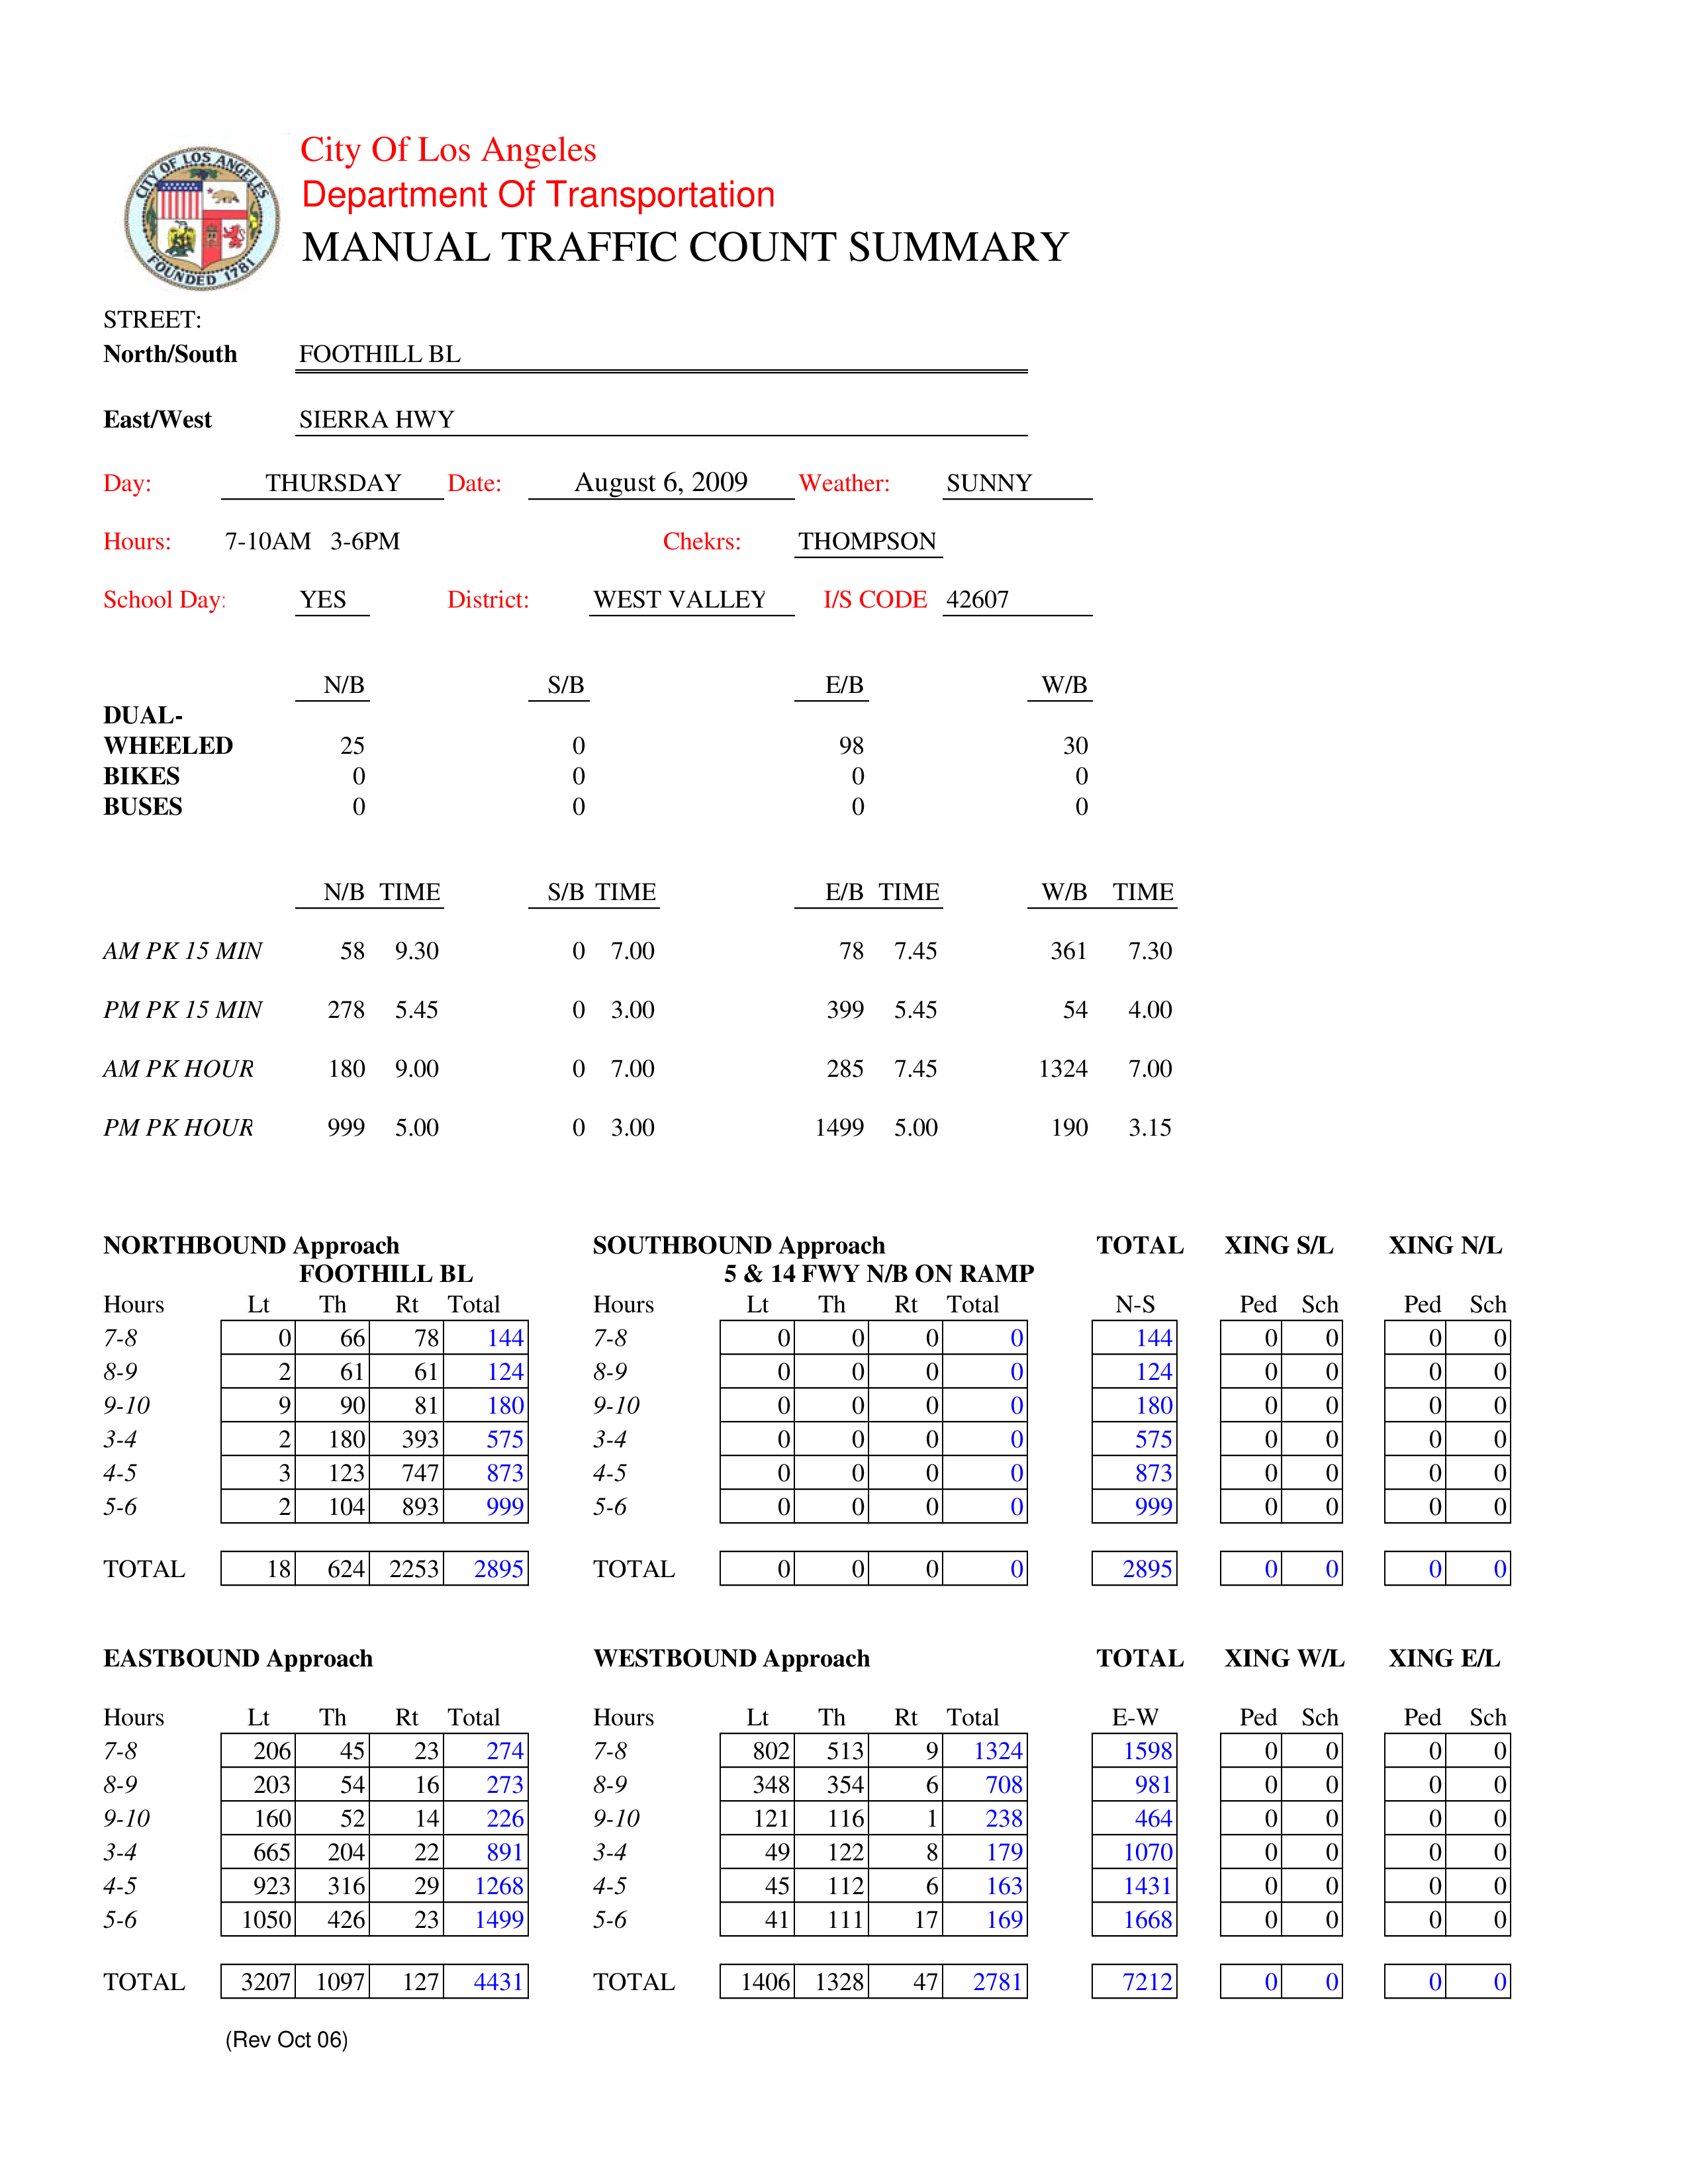 CITY OF LOS ANGELES
FOUNDED 1781
City Of Los Angeles
Department Of Transportation
MANUAL TRAFFIC COUNT SUMMARY
STREET:
North/South FOOTHILL BL
East/West SIERRA HWY
Day: THURSDAY Date: August 6, 2009 Weather: SUNNY
Hours: 7-10AM 3-6PM Chekrs: THOMPSON
School Day: YES District: WEST VALLEY I/S CODE 42607
N/B S/B E/B W/B
DUAL-
WHEELED 25 0 98 30
BIKES 0 0 0 0
BUSES 0 0 0 0
N/B TIME S/B TIME E/B TIME W/B TIME
AM PK 15 MIN 58 9.30 0 7.00 78 7.45 361 7.30
PM PK 15 MIN 278 5.45 0 3.00 399 5.45 54 4.00
AM PK HOUR 180 9.00 0 7.00 285 7.45 1324 7.00
PM PK HOUR 999 5.00 0 3.00 1499 5.00 190 3.15
NORTHBOUND Approach SOUTHBOUND Approach TOTAL XING S/L XING N/L
FOOTHILL BL 5 & 14 FWY N/B ON RAMP
Hours Lt Th Rt Total Hours Lt Th Rt Total N-S Ped Sch Ped Sch
7-8 0 66 78 144 7-8 0 0 0 0 144 0 0 0 0
8-9 2 61 61 124 8-9 0 0 0 0 124 0 0 0 0
9-10 9 90 81 180 9-10 0 0 0 0 180 0 0 0 0
3-4 2 180 393 575 3-4 0 0 0 0 575 0 0 0 0
4-5 3 123 747 873 4-5 0 0 0 0 873 0 0 0 0
5-6 2 104 893 999 5-6 0 0 0 0 999 0 0 0 0
TOTAL 18 624 2253 2895 TOTAL 0 0 0 0 2895 0 0 0 0
EASTBOUND Approach WESTBOUND Approach TOTAL XING W/L XING E/L
Hours Lt Th Rt Total Hours Lt Th Rt Total E-W Ped Sch Ped Sch
7-8 206 45 23 274 7-8 802 513 9 1324 1598 0 0 0 0
8-9 203 54 16 273 8-9 348 354 6 708 981 0 0 0 0
9-10 160 52 14 226 9-10 121 116 1 238 464 0 0 0 0
3-4 665 204 22 891 3-4 49 122 8 179 1070 0 0 0 0
4-5 923 316 29 1268 4-5 45 112 6 163 1431 0 0 0 0
5-6 1050 426 23 1499 5-6 41 111 17 169 1668 0 0 0 0
TOTAL 3207 1097 127 4431 TOTAL 1406 1328 47 2781 7212 0 0 0 0
(Rev Oct 06)